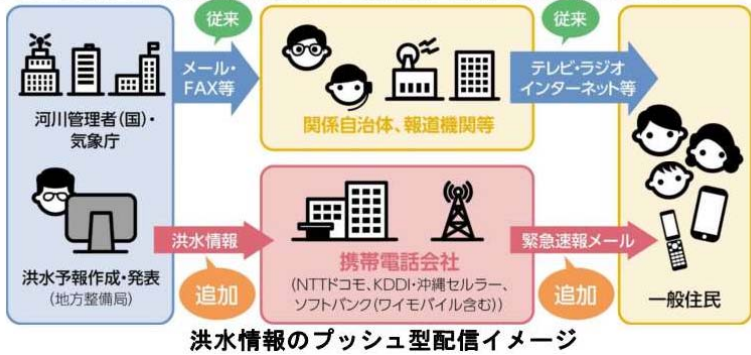 従来
従来
メール・
FAX等
テレビ・ラジオ
インターネット等
河川管理者(国)・
気象庁
関係自治体、報道機関等
洪水情報
緊急速報メール
携帯電話会社
(NTTドコモ、KDDI・沖縄セルラー、
ソフトバンク(ワイモバイル含む))
洪水予報作成・発表
(地方整備局)
追加
追加
一般住民
洪水情報のプッシュ型配信イメージ